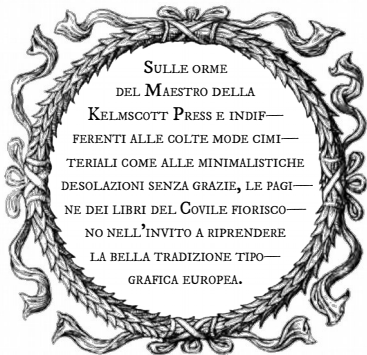 Sulle orme
del Maestro della
Kelmscott Press e indif—
ferenti alle colte mode cimi—
teriali come alle minimalistiche
desolazioni senza grazie, le pagi—
ne dei libri del Covile fiorisco—
no nell'invito a riprendere
la bella tradizione tipo—
grafica europea.